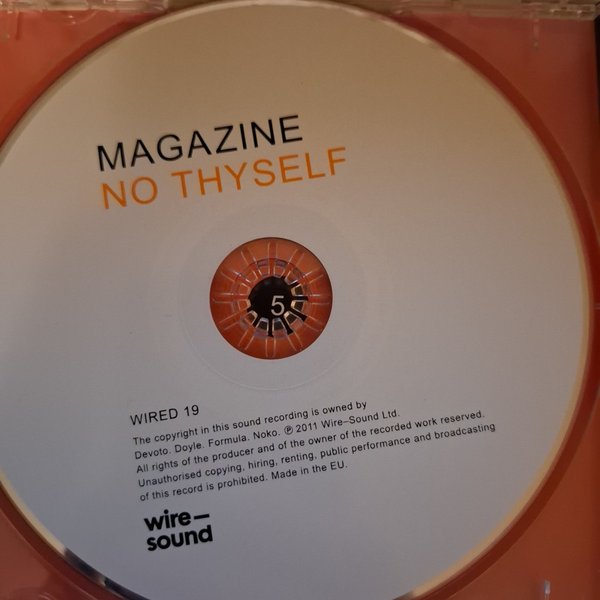 MAGAZINE
NO THYSELF
5
WIRED 19
The copyright in this sound recording is owned by
Devoto. Doyle. Formula. Noko. ℗ 2011 Wire–Sound Ltd.
All rights of the producer and of the owner of the recorded work reserved.
Unauthorised copying, hiring, renting, public performance and broadcasting
of this record is prohibited. Made in the EU.
wire–
sound